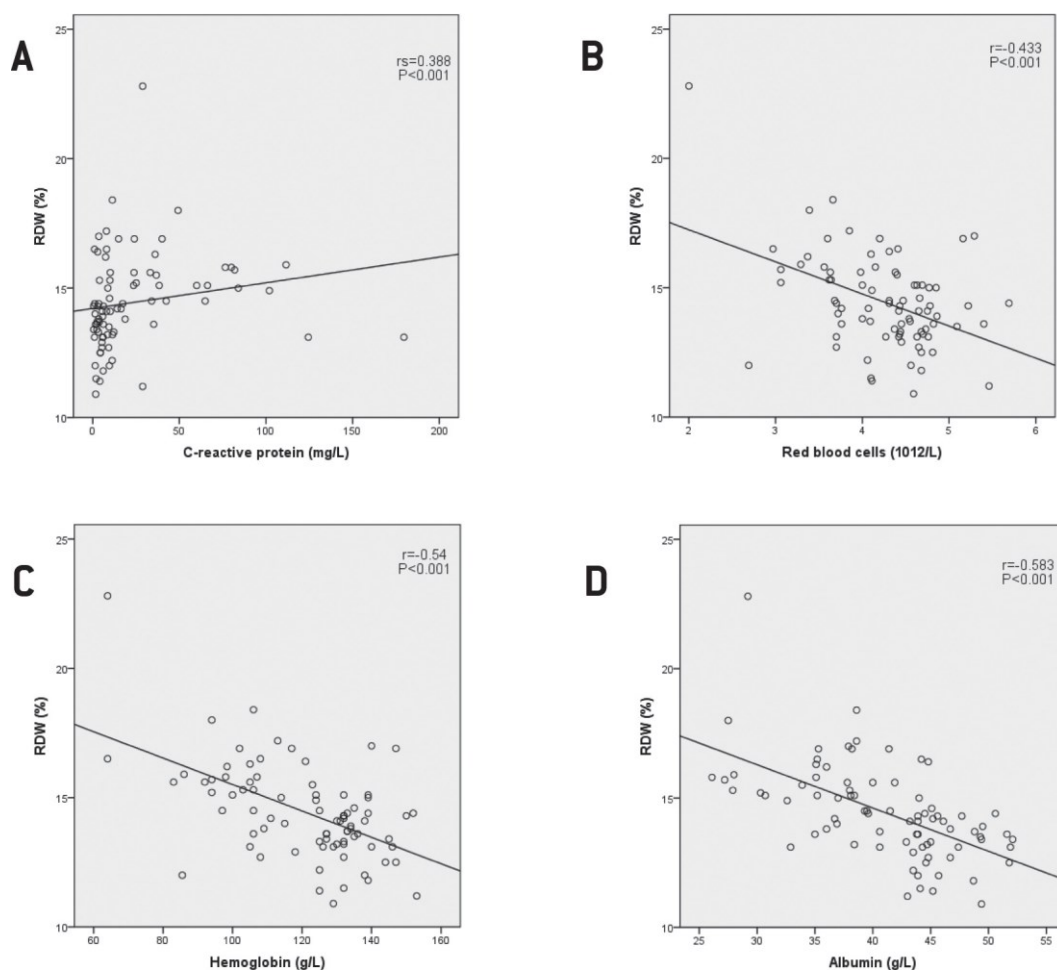 A
rs=0.388
P<0.001
RDW (%)
25
20
15
10
0
50
100
150
200
C-reactive protein (mg/L)
B
r=-0.433
P<0.001
RDW (%)
25
20
15
10
2
3
4
5
6
Red blood cells (1012/L)
C
r=-0.54
P<0.001
RDW (%)
25
20
15
10
60
80
100
120
140
160
Hemoglobin (g/L)
D
r=-0.583
P<0.001
RDW (%)
25
20
15
10
25
30
35
40
45
50
55
Albumin (g/L)